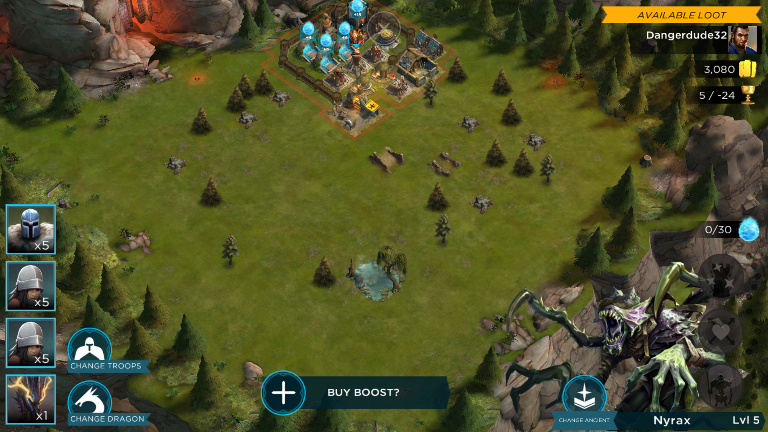 AVAILABLE LOOT
Dangerdude32
3,080
5 / -24
0/30
x5
x5
x5
x1
CHANGE TROOPS
CHANGE DRAGON
BUY BOOST?
CHANGE ANCIENT
Nyrax
Lvl 5